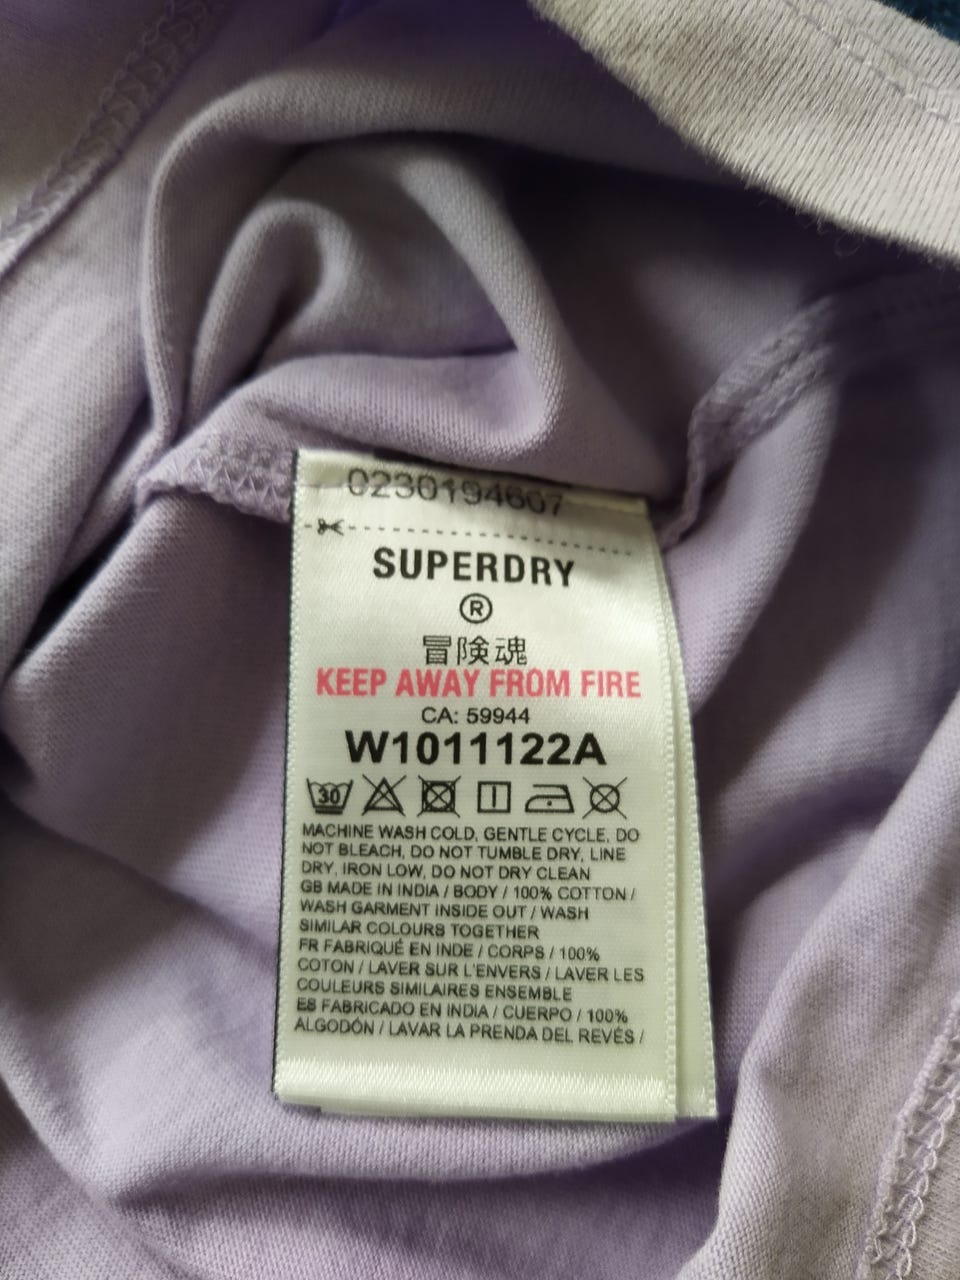 0230194607
SUPERDRY
®
冒険魂
KEEP AWAY FROM FIRE
CA: 59944
W1011122A
30
MACHINE WASH COLD, GENTLE CYCLE, DO
NOT BLEACH, DO NOT TUMBLE DRY, LINE
DRY, IRON LOW, DO NOT DRY CLEAN
GB MADE IN INDIA / BODY / 100% COTTON /
WASH GARMENT INSIDE OUT / WASH
SIMILAR COLOURS TOGETHER
FR FABRIQUÉ EN INDE / CORPS / 100%
COTON / LAVER SUR L'ENVERS / LAVER LES
COULEURS SIMILAIRES ENSEMBLE
ES FABRICADO EN INDIA / CUERPO / 100%
ALGODÓN / LAVAR LA PRENDA DEL REVÉS /